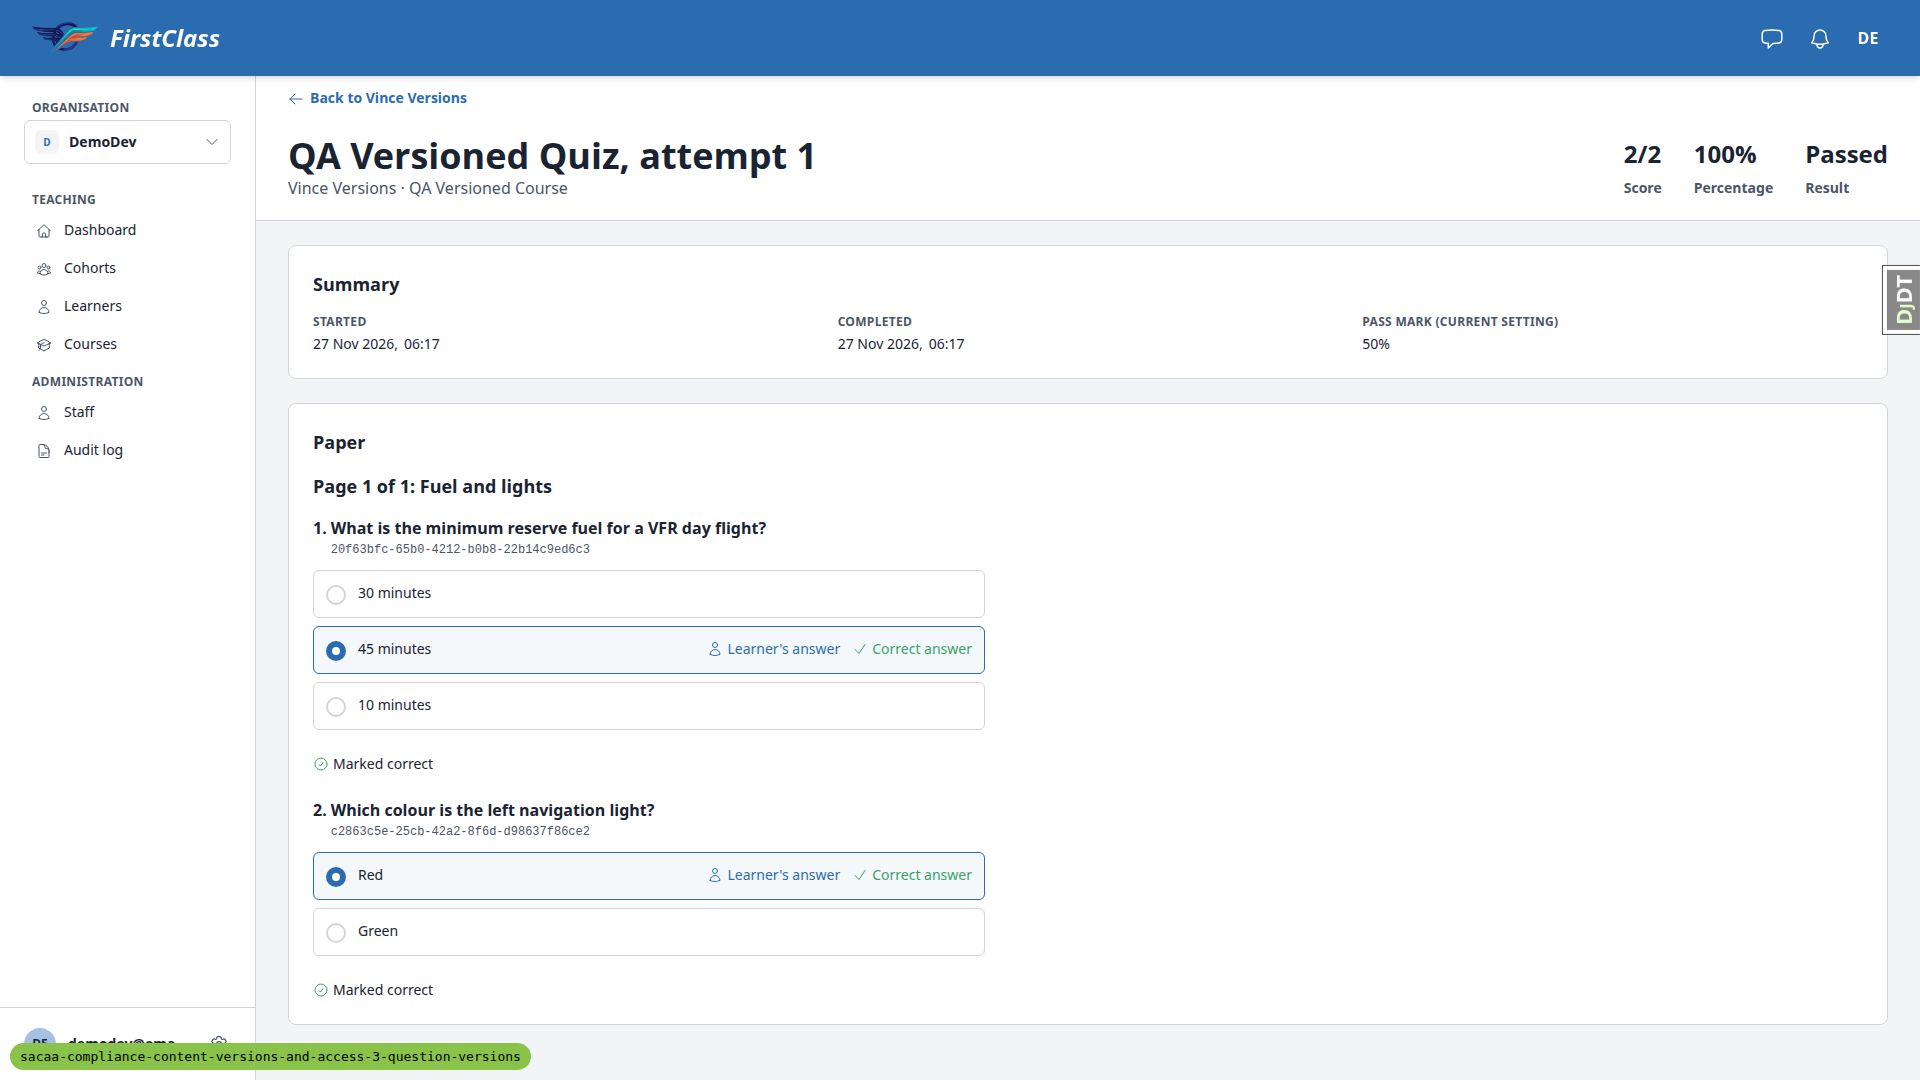 FirstClass
DE
ORGANISATION
D DemoDev
TEACHING
Dashboard
Cohorts
Learners
Courses
ADMINISTRATION
Staff
Audit log
Back to Vince Versions
QA Versioned Quiz, attempt 1
Vince Versions · QA Versioned Course
2/2 100% Passed
Score Percentage Result
DjDT
Summary
STARTED COMPLETED PASS MARK (CURRENT SETTING)
27 Nov 2026, 06:17 27 Nov 2026, 06:17 50%
Paper
Page 1 of 1: Fuel and lights
1. What is the minimum reserve fuel for a VFR day flight?
20f63bfc-65b0-4212-b0b8-22b14c9ed6c3
30 minutes
45 minutes Learner's answer Correct answer
10 minutes
Marked correct
2. Which colour is the left navigation light?
c2863c5e-25cb-42a2-8f6d-d98637f86ce2
Red Learner's answer Correct answer
Green
Marked correct
sacaa-compliance-content-versions-and-access-3-question-versions